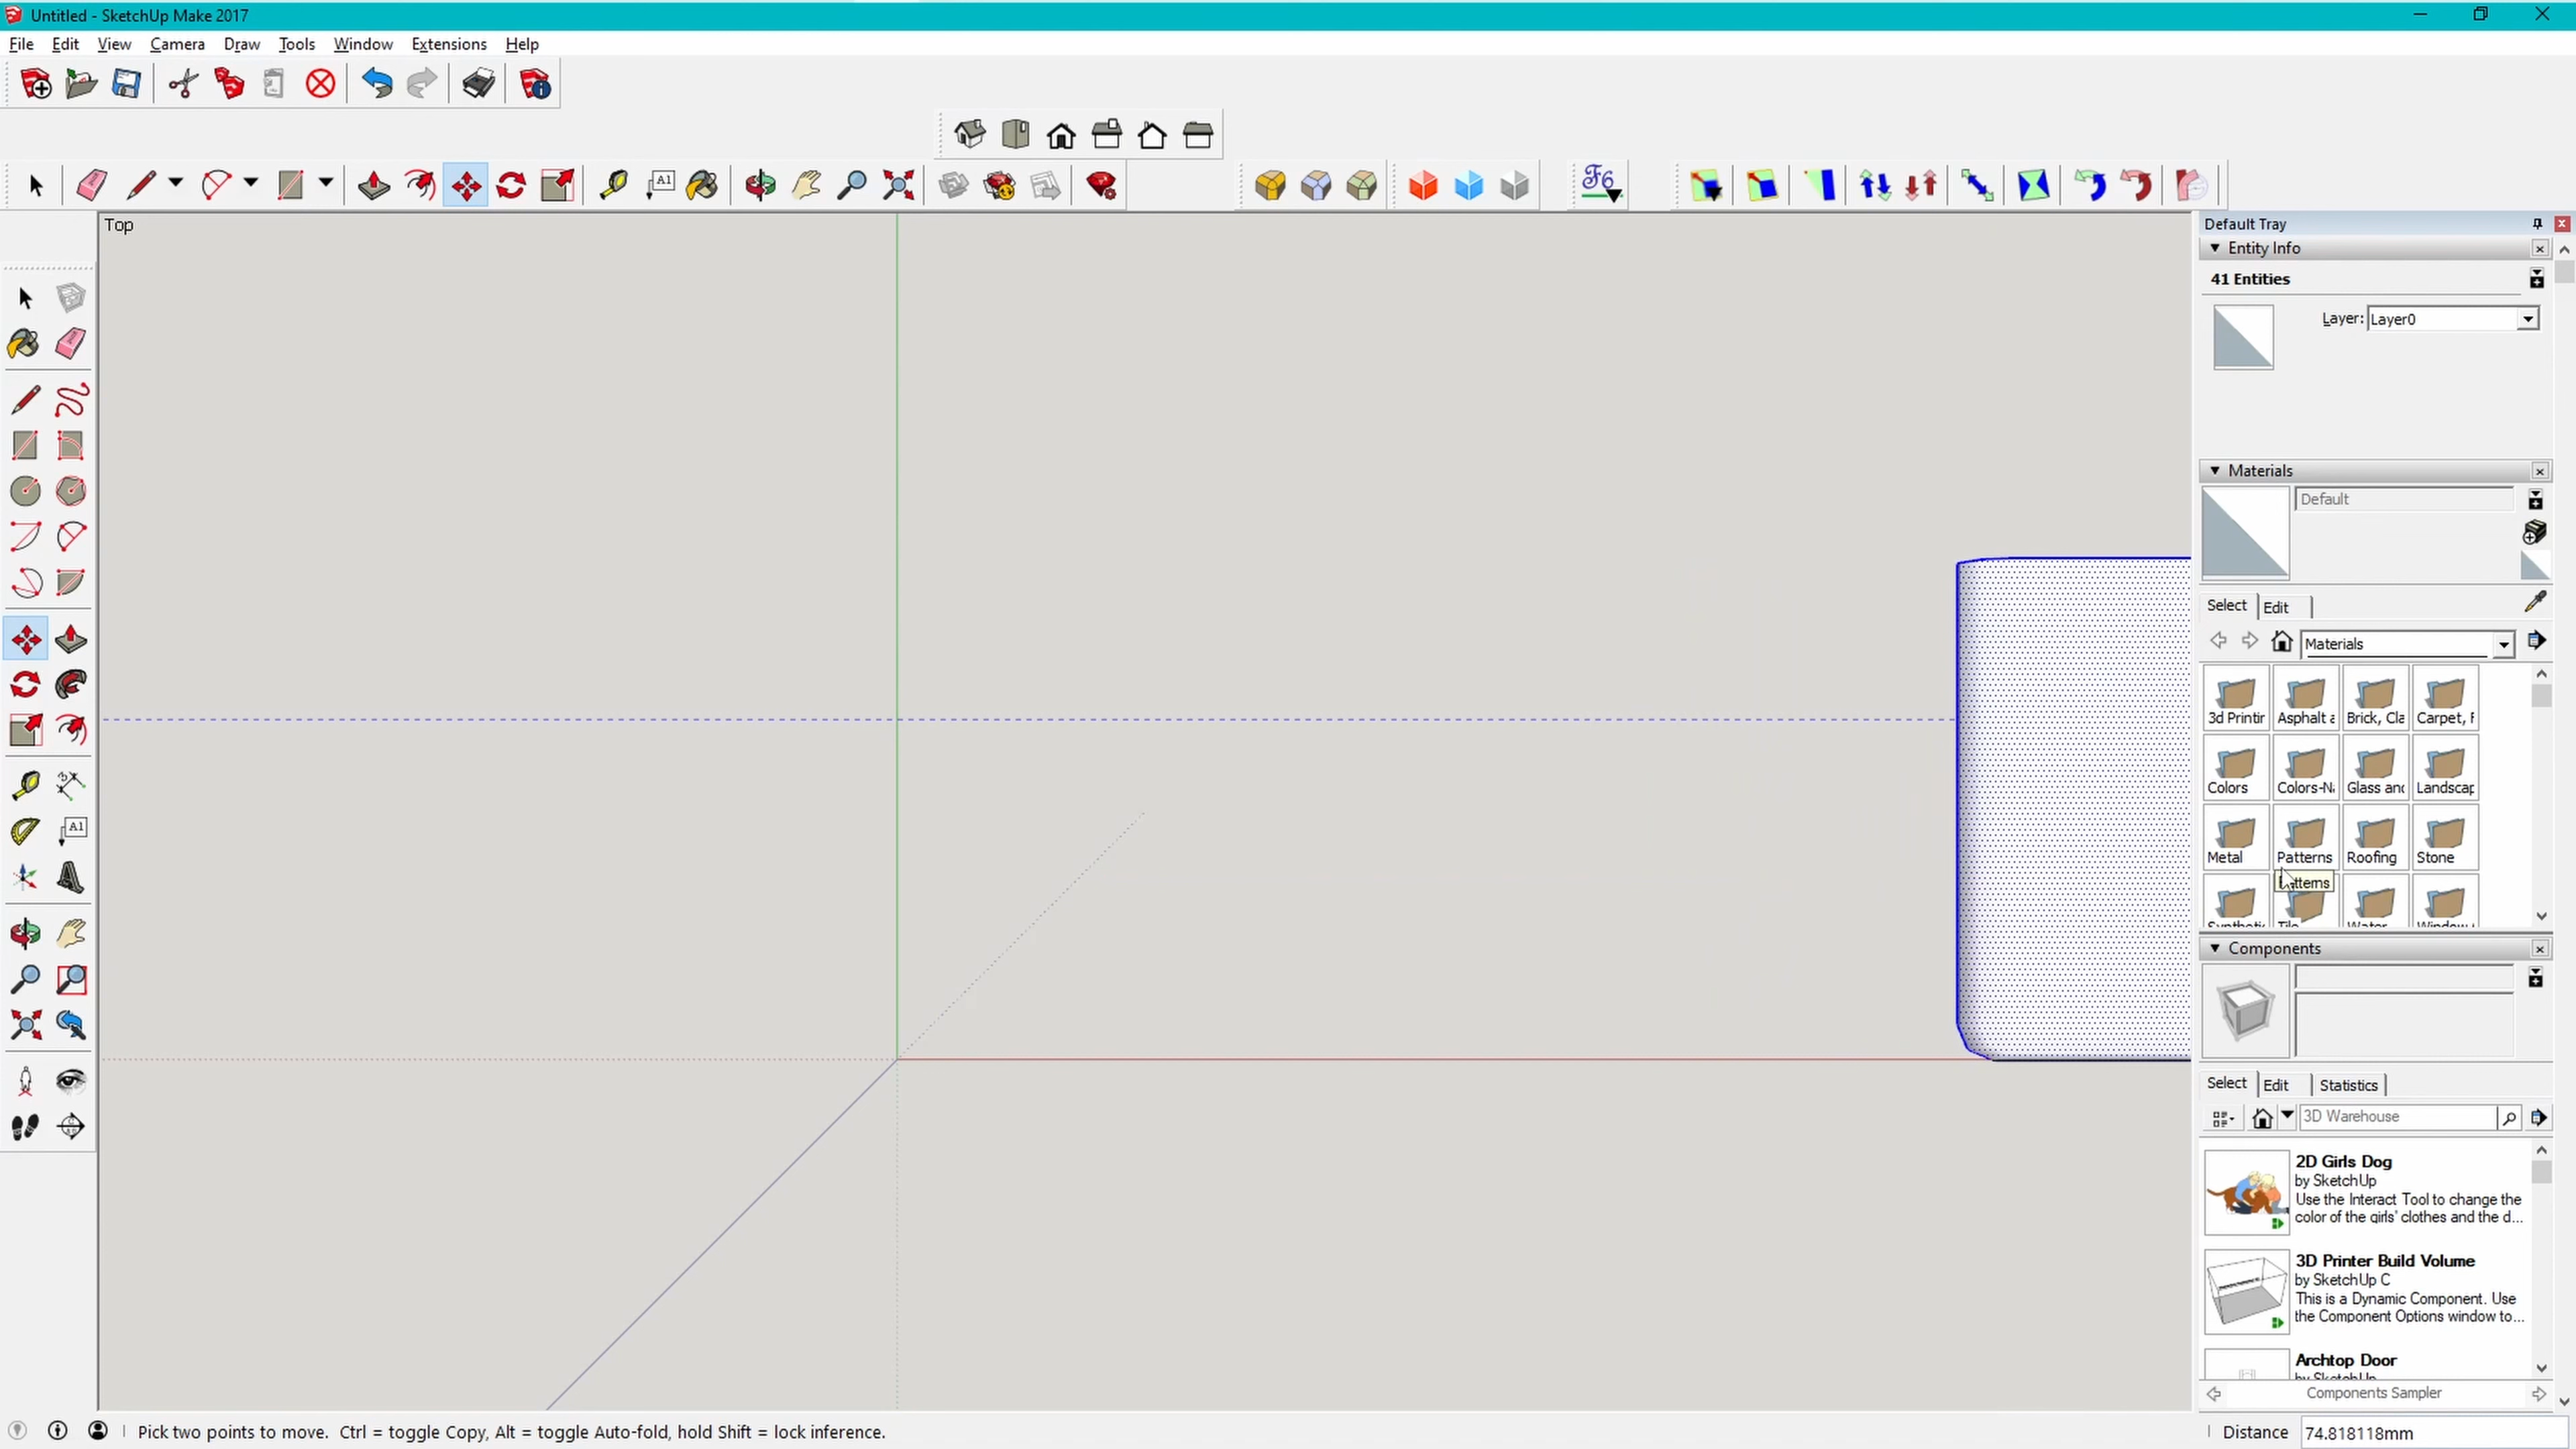 Untitled - SketchUp Make 2017
File Edit View Camera Draw Tools Window Extensions Help
A1
F6
Top
Default Tray
Entity Info
41 Entities
Layer: Layer0
Materials
Default
Select Edit
Materials
3d Printir Asphalt a Brick, Cla Carpet, F
Colors Colors-Na Glass and Landscap
Metal Patterns Roofing Stone
A1
Components
Select Edit Statistics
3D Warehouse
2D Girls Dog
by SketchUp
Use the Interact Tool to change the
color of the girls' clothes and the d...
3D Printer Build Volume
by SketchUp C
This is a Dynamic Component. Use
the Component Options window to...
Archtop Door
Components Sampler
Pick two points to move. Ctrl = toggle Copy, Alt = toggle Auto-fold, hold Shift = lock inference.
Distance 74.818118mm